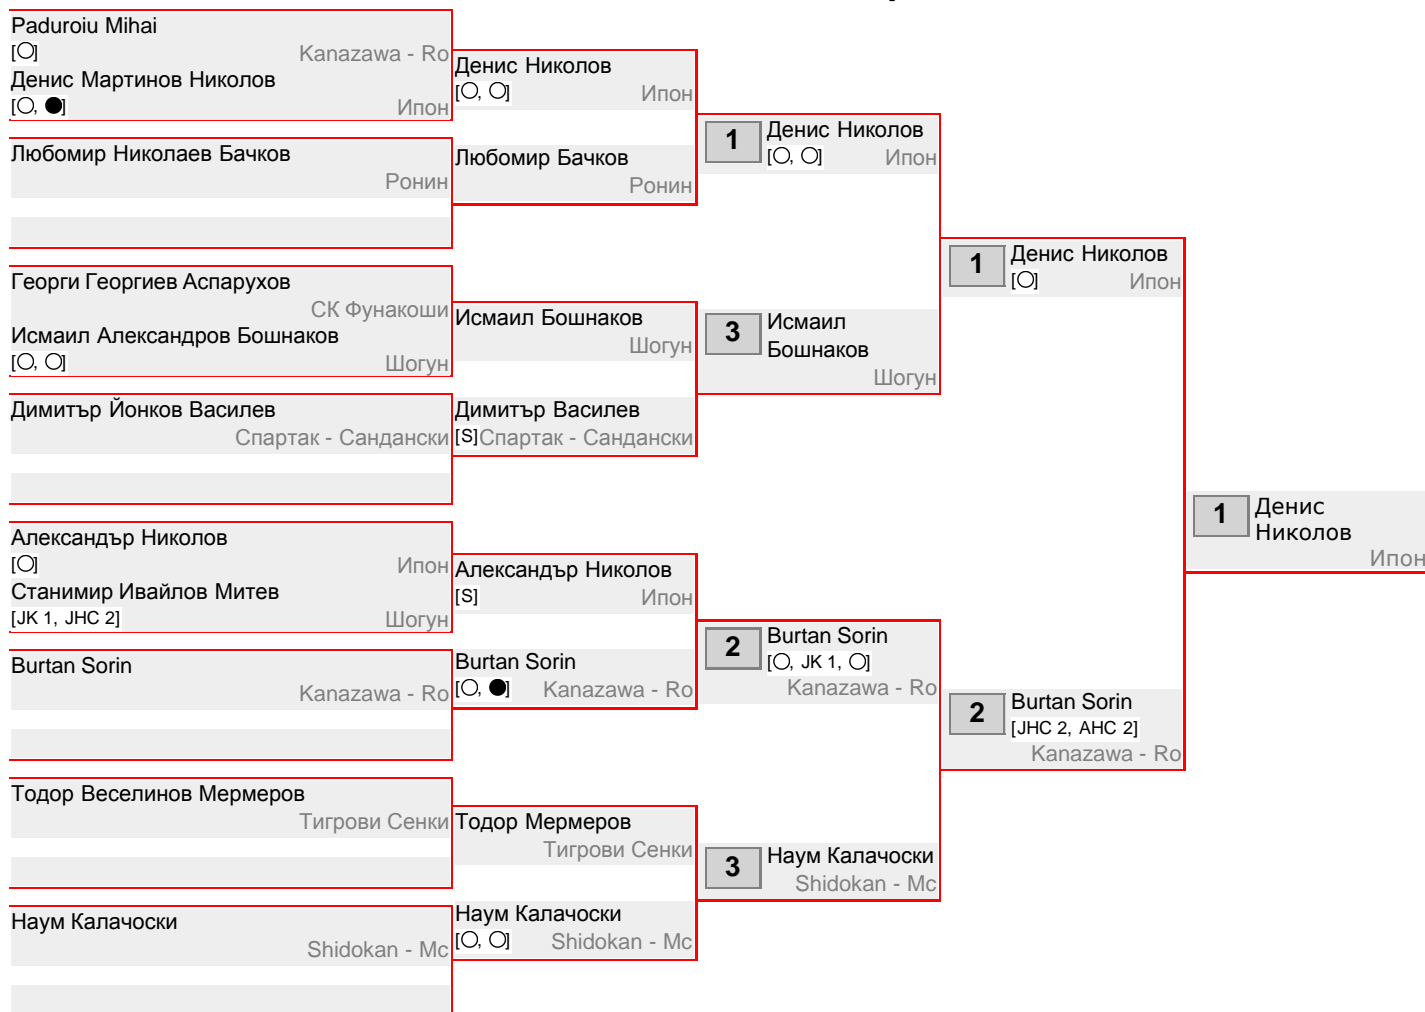 Paduroiu Mihai
[○] Kanazawa - Ro
Денис Мартинов Николов
[○, ●] Ипон
Любомир Николаев Бачков
Ронин
Георги Георгиев Аспарухов
СК Фунакоши
Исмаил Александров Бошнаков
[○, ○] Шогун
Димитър Йонков Василев
Спартак - Сандански
Александър Николов
[○] Ипон
Станимир Ивайлов Митев
[JK 1, JHC 2] Шогун
Burtan Sorin
Kanazawa - Ro
Тодор Веселинов Мермеров
Тигрови Сенки
Наум Калачоски
Shidokan - Mc
Денис Николов
[○, ○] Ипон
Любомир Бачков
Ронин
Исмаил Бошнаков
Шогун
Димитър Василев
[S] Спартак - Сандански
Александър Николов
[S] Ипон
Burtan Sorin
[○, ●] Kanazawa - Ro
Тодор Мермеров
Тигрови Сенки
Наум Калачоски
[○, ○] Shidokan - Mc
1 Денис Николов
[○, ○] Ипон
3 Исмаил
Бошнаков
Шогун
2 Burtan Sorin
[○, JK 1, ○]
Kanazawa - Ro
3 Наум Калачоски
Shidokan - Mc
1 Денис Николов
[○] Ипон
2 Burtan Sorin
[JHC 2, AHC 2]
Kanazawa - Ro
1 Денис
Николов
Ипон